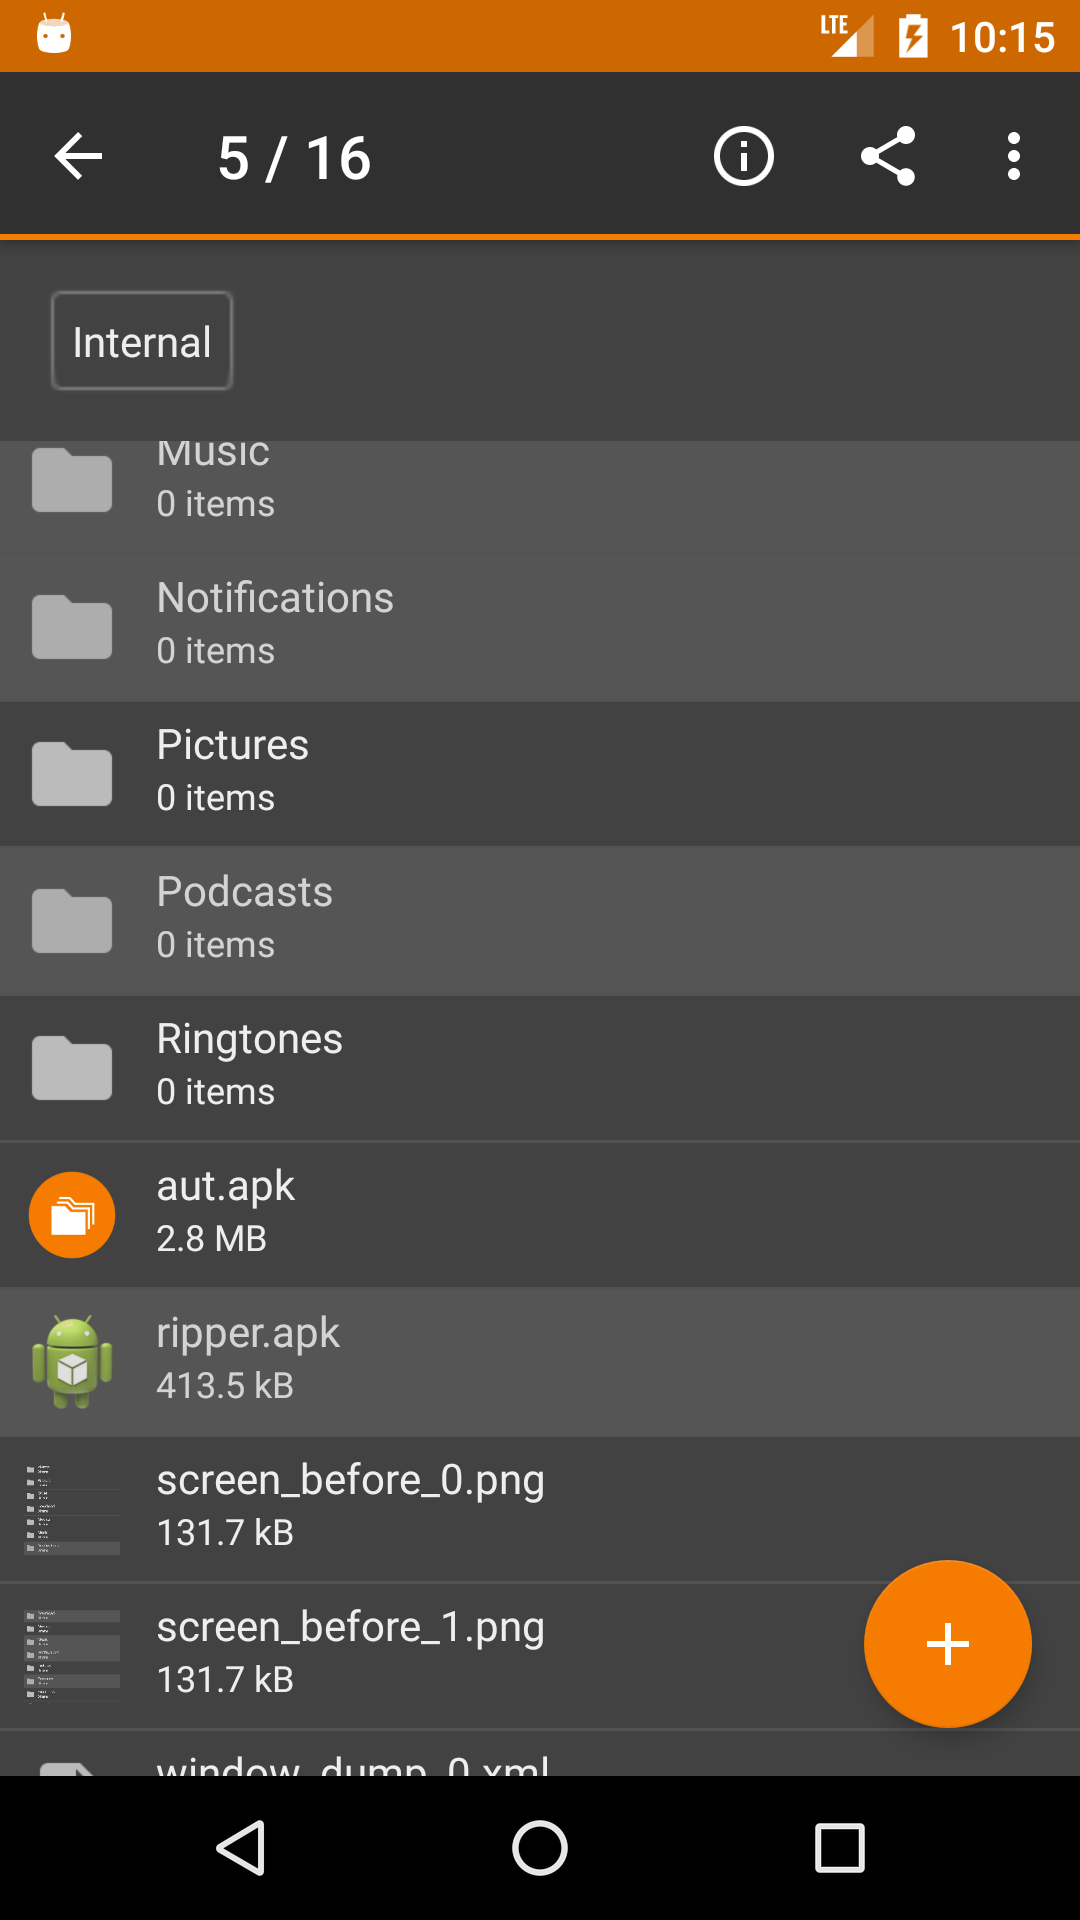 LTE 10:15
5 / 16
Internal
Music
0 items
Notifications
0 items
Pictures
0 items
Podcasts
0 items
Ringtones
0 items
aut.apk
2.8 MB
ripper.apk
413.5 kB
screen_before_0.png
131.7 kB
screen_before_1.png
131.7 kB
window_dump_0.xml